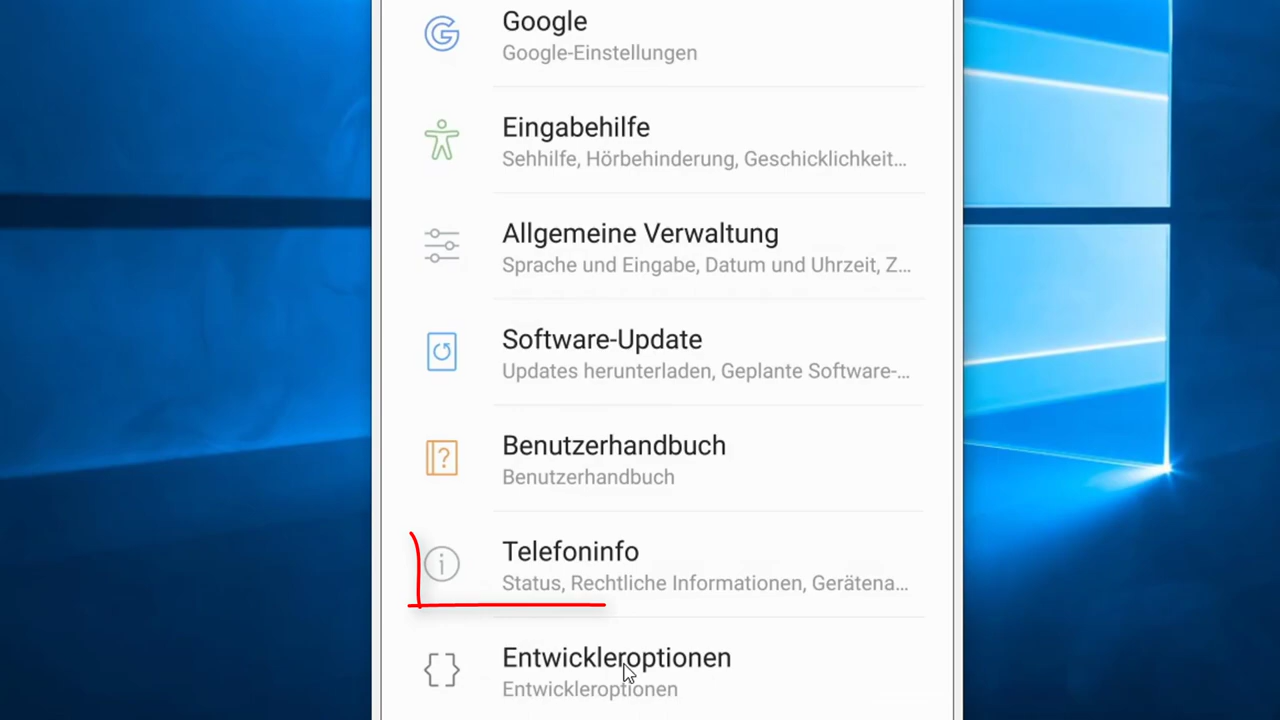 Google
Google-Einstellungen
Eingabehilfe
Sehhilfe, Hörbehinderung, Geschicklichkeit...
Allgemeine Verwaltung
Sprache und Eingabe, Datum und Uhrzeit, Z...
Software-Update
Updates herunterladen, Geplante Software-...
Benutzerhandbuch
Benutzerhandbuch
Telefoninfo
Status, Rechtliche Informationen, Gerätena...
Entwickleroptionen
Entwickleroptionen